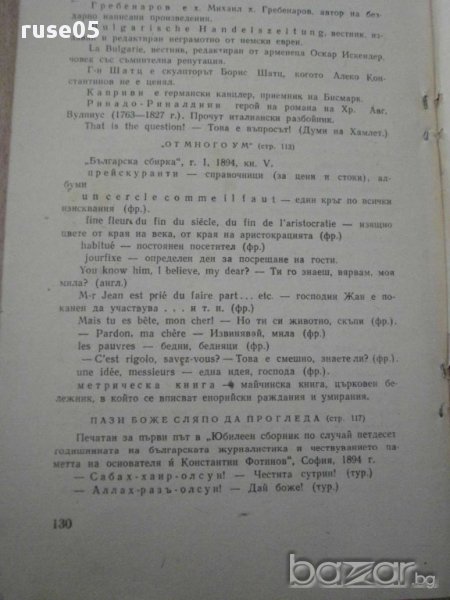 ruse05
Гребенаров е х. Михаил х. Гребенаров, автор на без-
дарно написани произведения.
Bulgarische Handelszeitung, вестник, из-
и редактиран неграмотно от немски евреи.
La Bulgarie, вестник, редактиран от арменеца Оскар Искендер,
човек със съмнителна репутация.
Г-н Шатц е скулпторът Борис Шатц, когото Алеко Кон-
стантинов не е ценял.
Каприви е германски канцлер, приемник на Бисмарк.
Ринадо-Риналдини герой на романа на Хр. Авг.
Вулпиус (1763—1827 г.). Прочут италиански разбойник.
That is the question! — Това е въпросът! (Думи на Хамлет.)
„ОТ МНОГО УМ" (стр. 112)
„Българска сбирка", г. I, 1894, кн. V.
прейскуранти — справочници (за цени и стоки), ал-
буми
un cercle comme il faut — един кръг по всички
изисквания (фр.)
fine fleurs du fin du siécle, du fin de l'aristocratie — изящно
цвете от края на века, от края на аристокрацията (фр.)
habitué — постоянен посетител (фр.)
jourfixe — определен ден за посрещане на гости.
You know him, I believe, my dear? — Ти го знаеш, вярвам, моя
мила? (англ.)
M-r Jean est prié du faire part... etc. — господин Жан е по-
канен да участвува... и т. н. (фр.)
Mais tu es bête, mon cher! — Но ти си животно, скъпи (фр.)
— Pardon, ma chère — Извинявай, мила (фр.)
les pauvres — бедни, бедняци (фр.)
— C'est rigolo, savez-vous? — Това е смешно, знаете ли? (фр.)
une idée, messieurs — една идея, господа (фр.).
метрическа книга — майчинска книга, църковен бе-
лежник, в който се вписват енорийски раждания и умирания.
ПАЗИ БОЖЕ СЛЯПО ДА ПРОГЛЕДА (стр. 117)
Печатан за първи път в „Юбилеен сборник по случай петдесет
годишнината на българската журналистика и чествуванието па-
метта на основателя ѝ Константин Фотинов", София, 1894 г.
— Сабах-хаир-олсун! — Честита сутрин! (тур.)
— Аллах-разъ-олсун! — Дай боже! (тур.)
130
bazar.bg